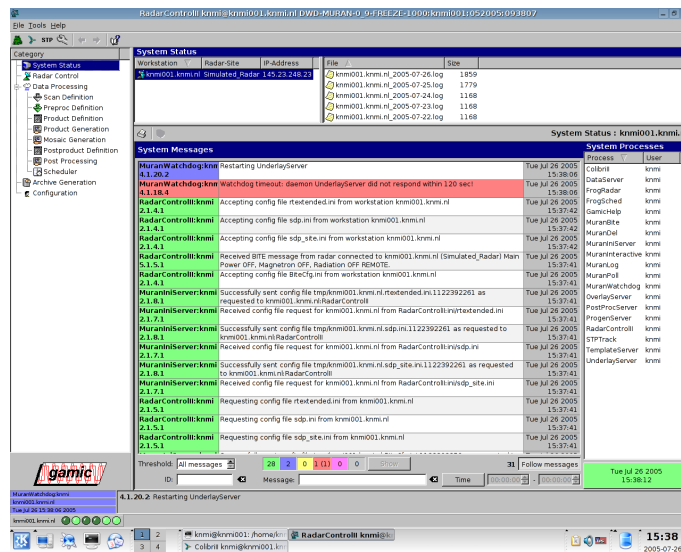 RadarControlII knmi@knmi001.knmi.nl DWD-MURAN-0_9-FREEZE-1000:knmi001:052005:093807
File Tools Help
STP
Category
System Status
Radar Control
Data Processing
Scan Definition
Preproc Definition
Product Definition
Product Generation
Mosaic Generation
Postproduct Definition
Post Processing
Scheduler
Archive Generation
Configuration
System Status
Workstation Radar-Site IP-Address
knmi001.knmi.nl Simulated_Radar 145.23.248.23
File Size
knmi001.knmi.nl_2005-07-26.log 1859
knmi001.knmi.nl_2005-07-25.log 1779
knmi001.knmi.nl_2005-07-24.log 1168
knmi001.knmi.nl_2005-07-23.log 1168
knmi001.knmi.nl_2005-07-22.log 1168
System Status : knmi001.knmi.
System Messages
MuranWatchdog:knm Restarting UnderlayServer Tue Jul 26 2005
4.1.20.2 15:38:06
MuranWatchdog:knm Watchdog timeout: daemon UnderlayServer did not respond within 120 sec! Tue Jul 26 2005
4.1.18.4 15:38:06
RadarControlII:knmi Accepting config file rtextended.ini from workstation knmi001.knmi.nl Tue Jul 26 2005
2.1.4.1 15:37:42
RadarControlII:knmi Accepting config file sdp.ini from workstation knmi001.knmi.nl Tue Jul 26 2005
2.1.4.1 15:37:42
RadarControlII:knmi Accepting config file sdp_site.ini from workstation knmi001.knmi.nl Tue Jul 26 2005
2.1.4.1 15:37:42
RadarControlII:knmi Received BITE message from radar connected to knmi001.knmi.nl (Simulated_Radar) Main Tue Jul 26 2005
5.1.5.1 Power OFF, Magnetron OFF, Radiation OFF REMOTE. 15:37:41
RadarControlII:knmi Accepting config file BiteCfg.ini from workstation knmi001.knmi.nl Tue Jul 26 2005
2.1.4.1 15:37:41
MuranIniServer:knmi Successfully sent config file tmp/knmi001.knmi.nl.rtextended.ini.1122392261 as Tue Jul 26 2005
2.1.8.1 requested to knmi001.knmi.nl:RadarControlII 15:37:41
MuranIniServer:knmi Received config file request for knmi001.knmi.nl:RadarControlII:ini/rtextended.ini Tue Jul 26 2005
2.1.7.1 15:37:41
MuranIniServer:knmi Successfully sent config file tmp/knmi001.knmi.nl.sdp.ini.1122392261 as requested to Tue Jul 26 2005
2.1.8.1 knmi001.knmi.nl:RadarControlII 15:37:41
MuranIniServer:knmi Received config file request for knmi001.knmi.nl:RadarControlII:ini/sdp.ini Tue Jul 26 2005
2.1.7.1 15:37:41
MuranIniServer:knmi Successfully sent config file tmp/knmi001.knmi.nl.sdp_site.ini.1122392261 as requested Tue Jul 26 2005
2.1.8.1 to knmi001.knmi.nl:RadarControlII 15:37:41
MuranIniServer:knmi Received config file request for knmi001.knmi.nl:RadarControlII:ini/sdp_site.ini Tue Jul 26 2005
2.1.7.1 15:37:41
RadarControlII:knmi Requesting config file rtextended.ini from knmi001.knmi.nl Tue Jul 26 2005
2.1.5.1 15:37:41
RadarControlII:knmi Requesting config file sdp.ini from knmi001.knmi.nl Tue Jul 26 2005
2.1.5.1 15:37:41
RadarControlII:knmi Requesting config file sdp_site.ini from knmi001.knmi.nl Tue Jul 26 2005
2.1.5.1 15:37:41
System Processes
Process User
ColibriII knmi
DataServer knmi
FrogRadar knmi
FrogSched knmi
GamicHelp knmi
MuranBite knmi
MuranDel knmi
MuranIniServer knmi
MuranInteractive knmi
MuranLog knmi
MuranPoll knmi
MuranWatchdog knmi
OverlayServer knmi
PostProcServer knmi
ProgenServer knmi
RadarControlII knmi
STPTrack knmi
TemplateServer knmi
UnderlayServer knmi
Threshold: All messages 28 2 0 1 (1) 0 0 Show 31 Follow messages
ID: Message: Time 00:00:00 - 00:00:00
Tue Jul 26 2005
15:38:12
gamic
MuranWatchdog:knmi
knmi001.knmi.nl
Tue Jul 26 15:38:06 2005
4.1.20.2: Restarting UnderlayServer
knmi001.knmi.nl
1 2
3 4
knmi@knmi001: /home/kn
RadarControlII knmi@k
ColibriII knmi@knmi001.kn
15:38
2005-07-26